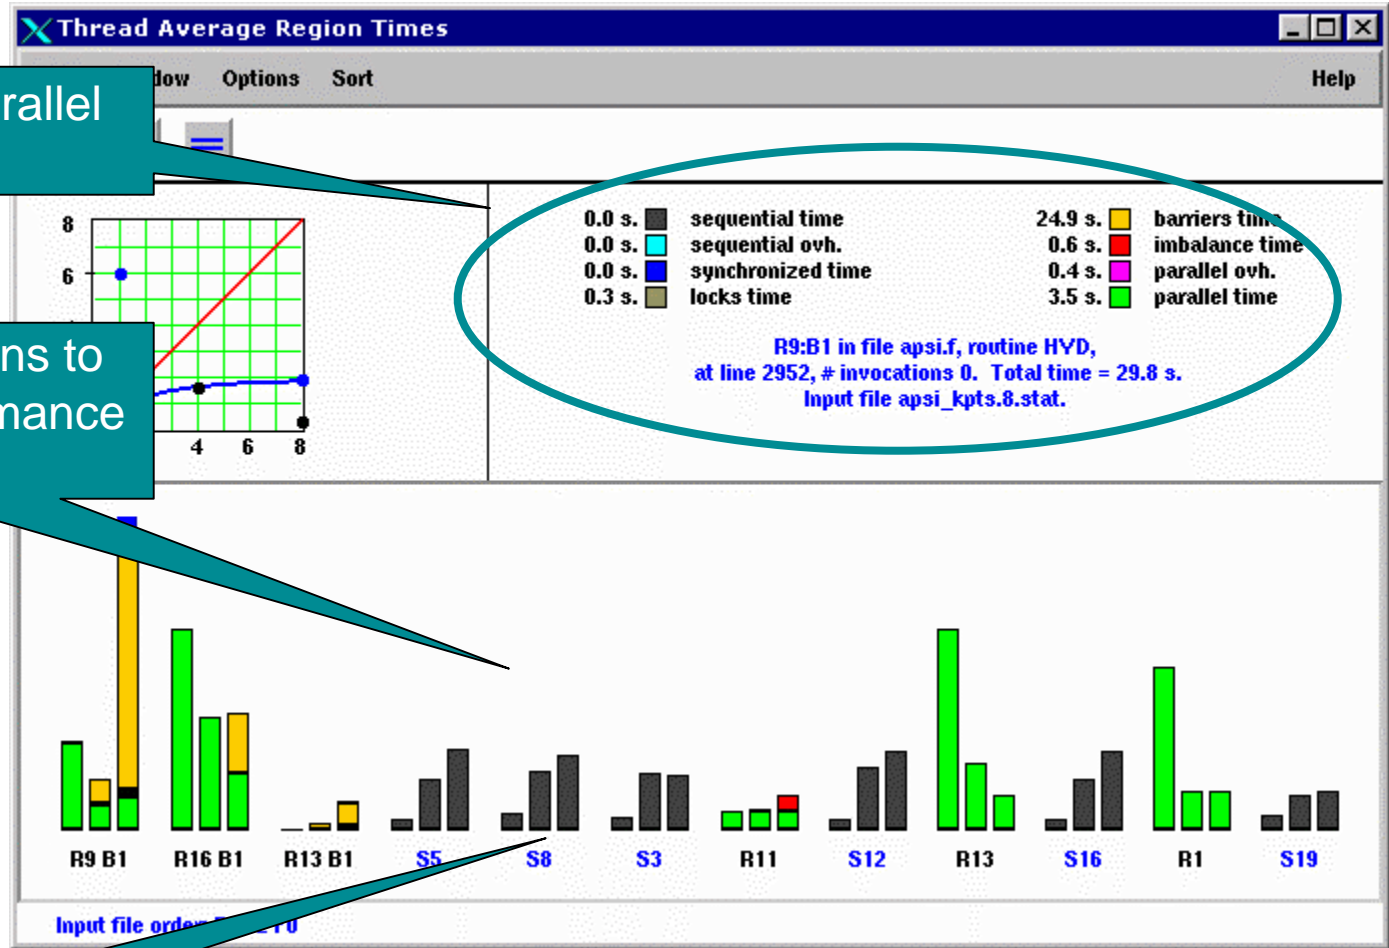 Thread Average Region Times
Options Sort Help
rallel
8
6
0.0 s. sequential time
0.0 s. sequential ovh.
0.0 s. synchronized time
0.3 s. locks time
24.9 s. barriers time
0.6 s. imbalance time
0.4 s. parallel ovh.
3.5 s. parallel time
ns to
mance
4 6 8
R9:B1 in file apsi.f, routine HYD,
at line 2952, # invocations 0. Total time = 29.8 s.
Input file apsi_kpts.8.stat.
R9 B1 R16 B1 R13 B1 S5 S8 S3 R11 S12 R13 S16 R1 S19
Input file order